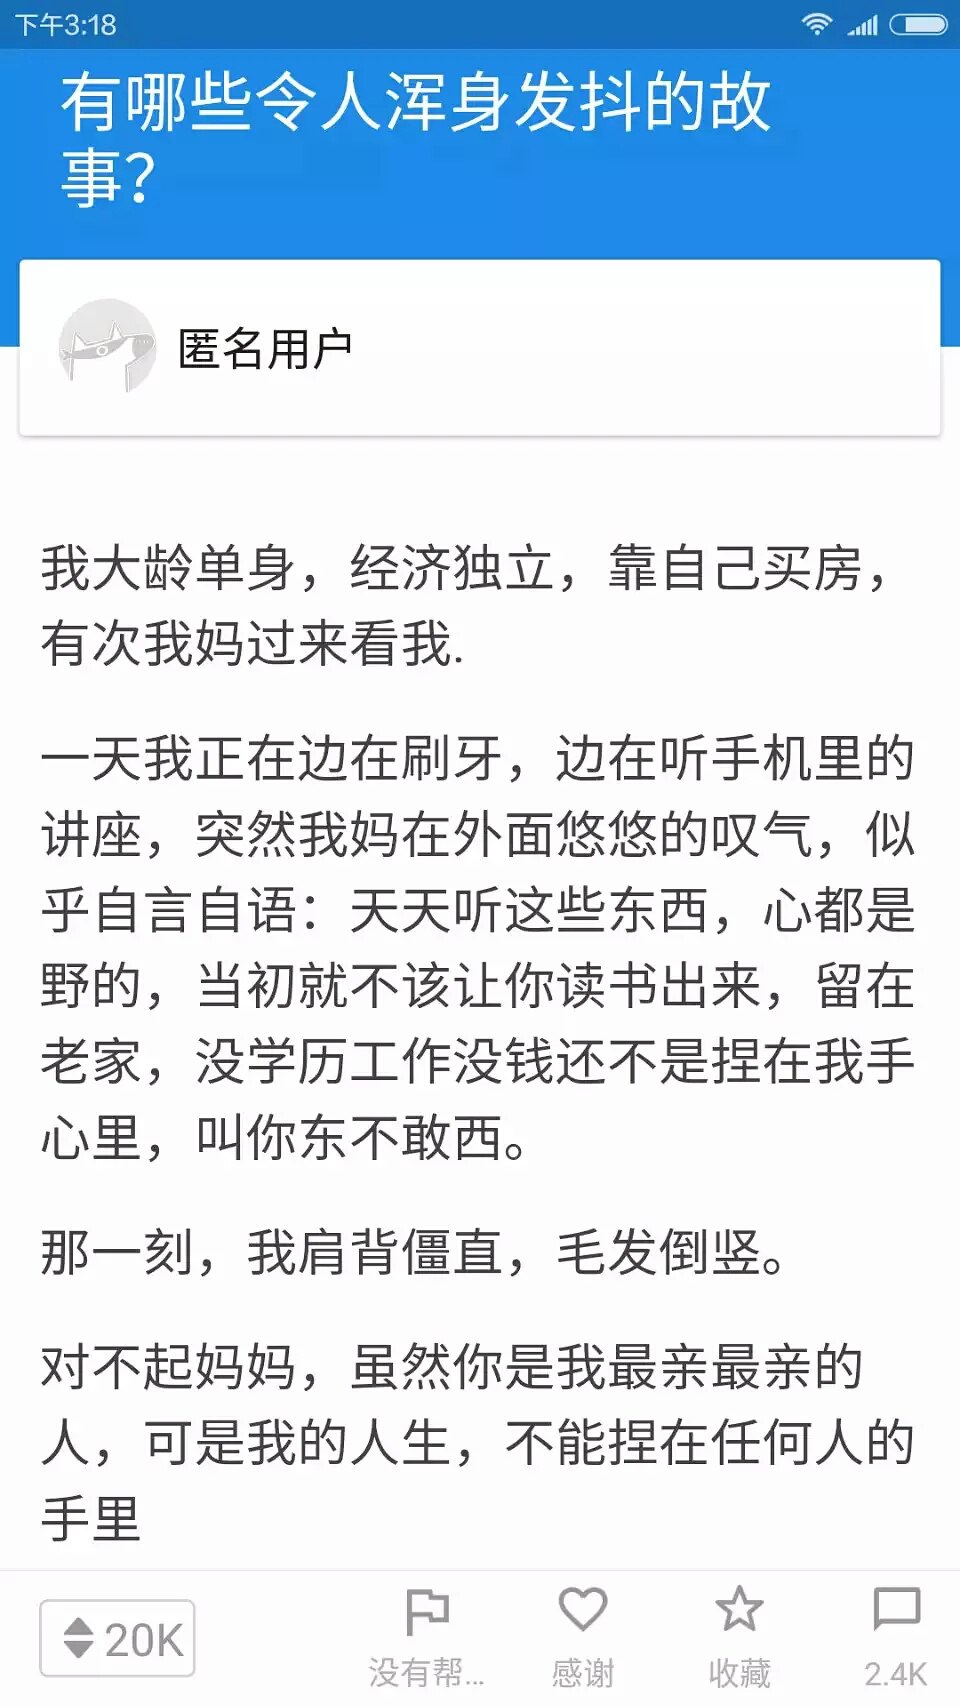 下午3:18
有哪些令人浑身发抖的故
事？
匿名用户
我大龄单身，经济独立，靠自己买房，
有次我妈过来看我.
一天我正在边在刷牙，边在听手机里的
讲座，突然我妈在外面悠悠的叹气，似
乎自言自语：天天听这些东西，心都是
野的，当初就不该让你读书出来，留在
老家，没学历工作没钱还不是捏在我手
心里，叫你东不敢西。
那一刻，我肩背僵直，毛发倒竖。
对不起妈妈，虽然你是我最亲最亲的
人，可是我的人生，不能捏在任何人的
手里
20K
没有帮...
感谢
收藏
2.4K